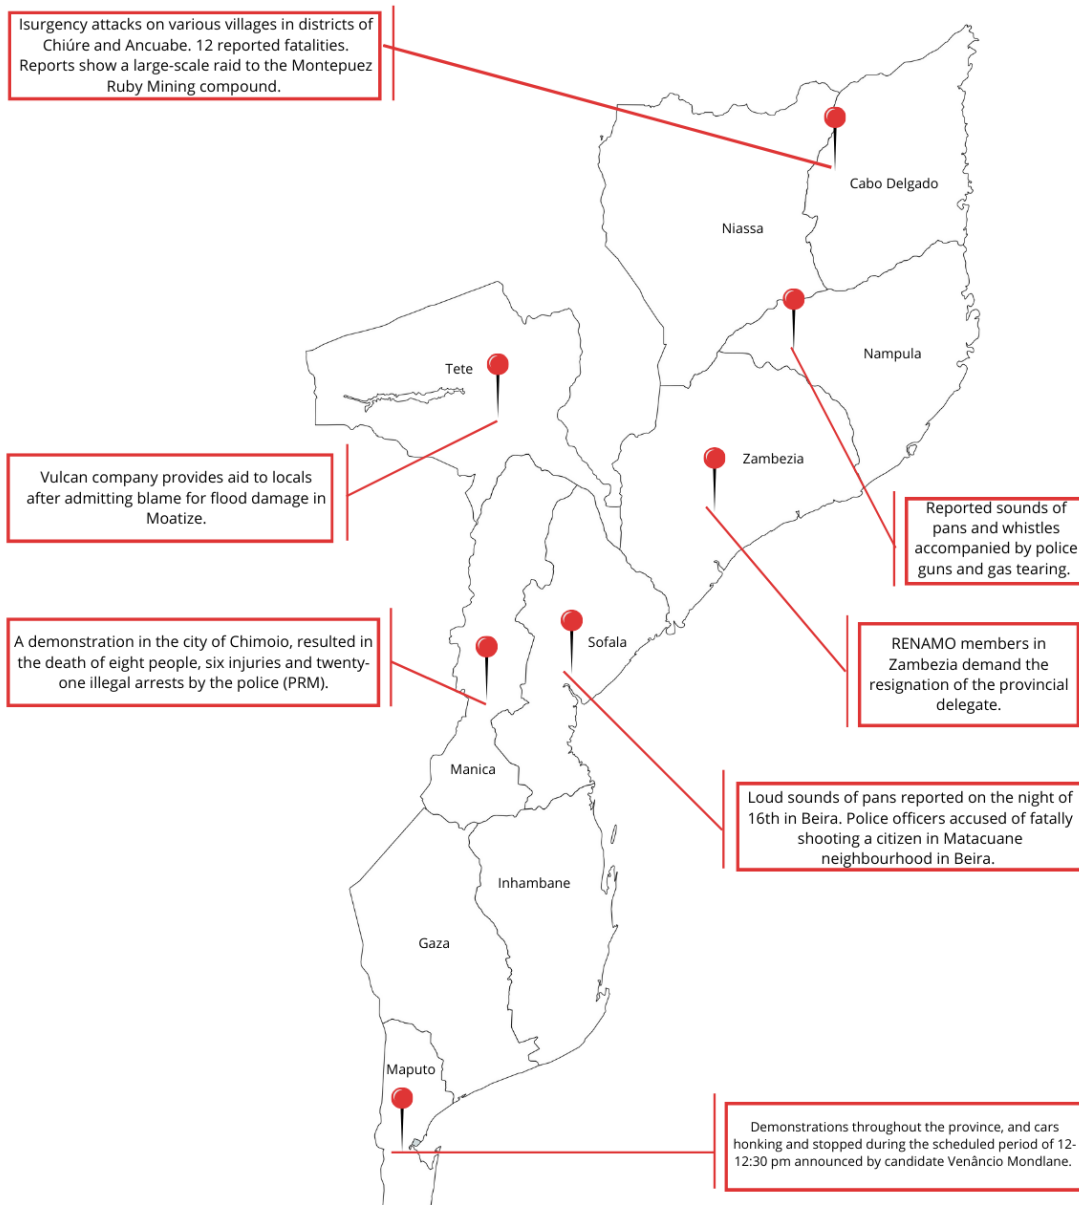 Isurgency attacks on various villages in districts of
Chiúre and Ancuabe. 12 reported fatalities.
Reports show a large-scale raid to the Montepuez
Ruby Mining compound.
Cabo Delgado
Niassa
Nampula
Tete
Zambezia
Vulcan company provides aid to locals
after admitting blame for flood damage in
Moatize.
Reported sounds of
pans and whistles
accompanied by police
guns and gas tearing.
A demonstration in the city of Chimoio, resulted in
the death of eight people, six injuries and twenty-
one illegal arrests by the police (PRM).
Sofala
RENAMO members in
Zambezia demand the
resignation of the provincial
delegate.
Manica
Loud sounds of pans reported on the night of
16th in Beira. Police officers accused of fatally
shooting a citizen in Matacuane
neighbourhood in Beira.
Inhambane
Gaza
Maputo
Demonstrations throughout the province, and cars
honking and stopped during the scheduled period of 12-
12:30 pm announced by candidate Venâncio Mondlane.